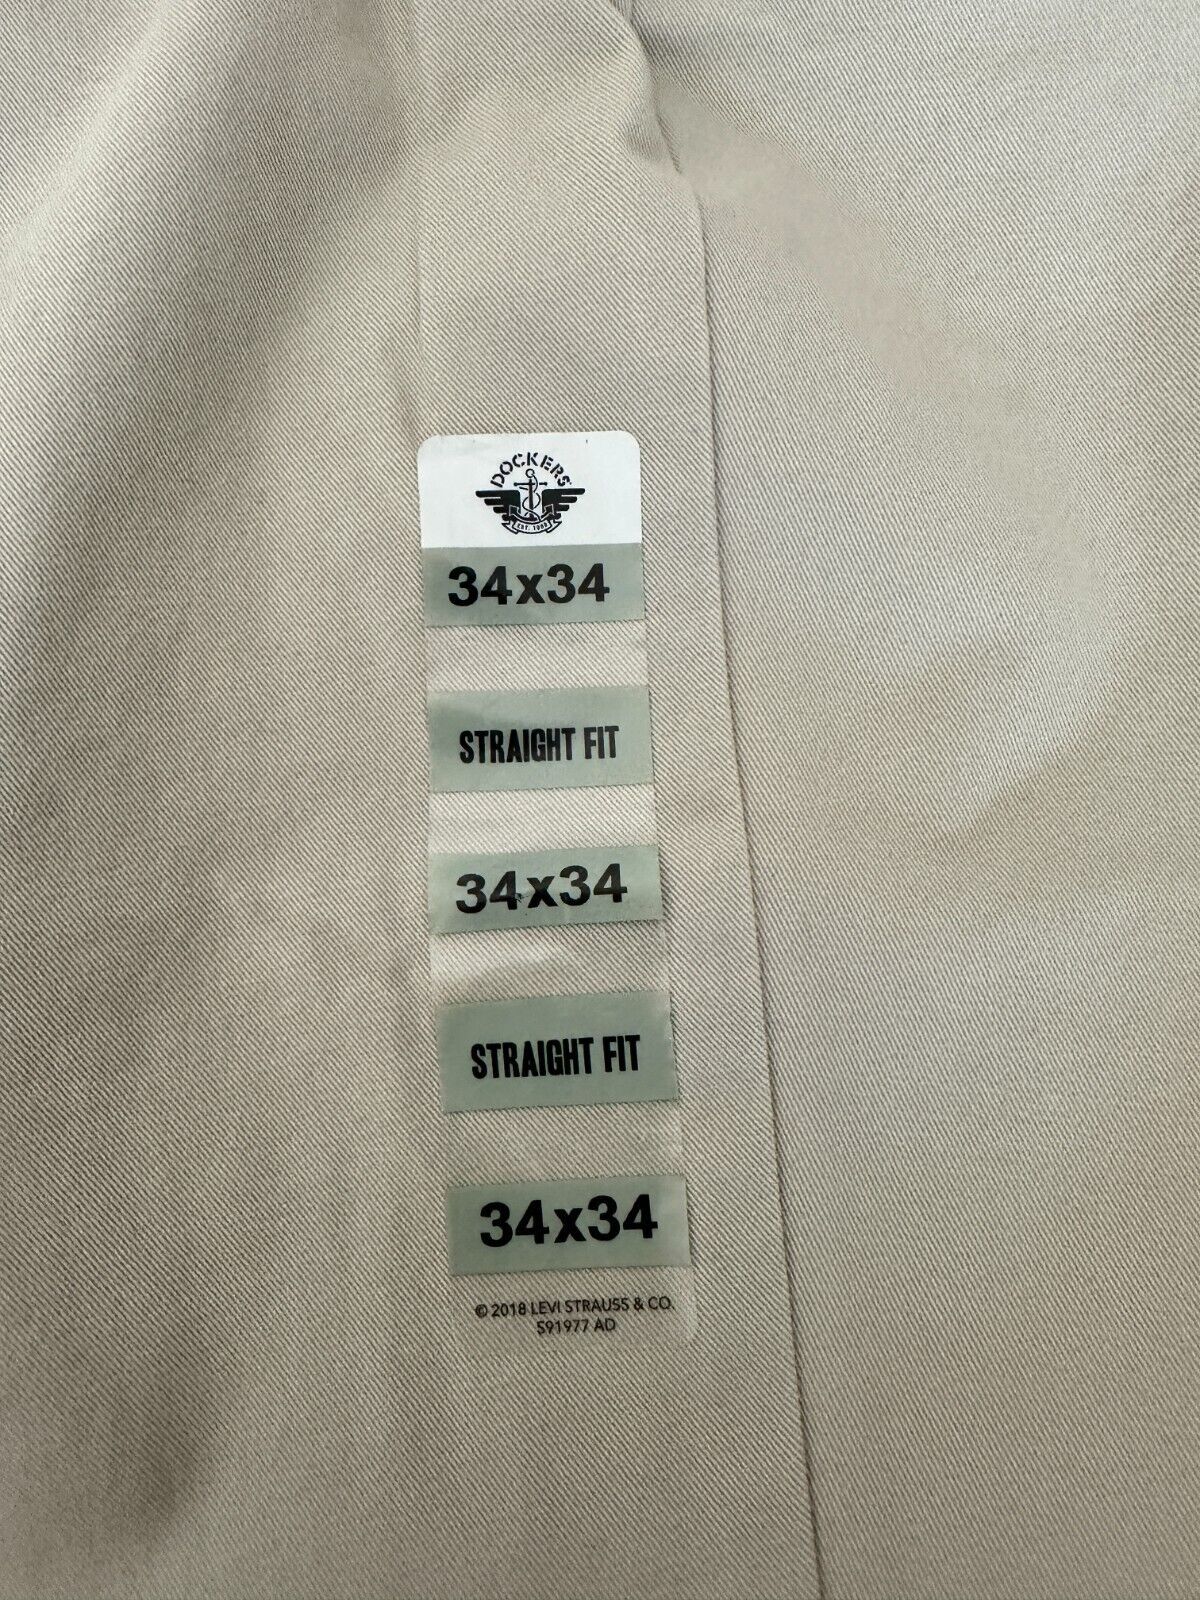 DOCKERS
EST. 1986
34x34
STRAIGHT FIT
34x34
STRAIGHT FIT
34x34
© 2018 LEVI STRAUSS & CO.
S91977 AD